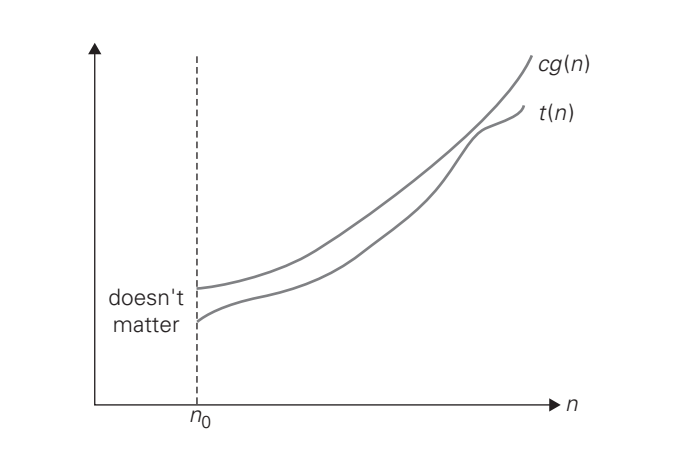 cg(n)
t(n)
doesn't
matter
n
n₀